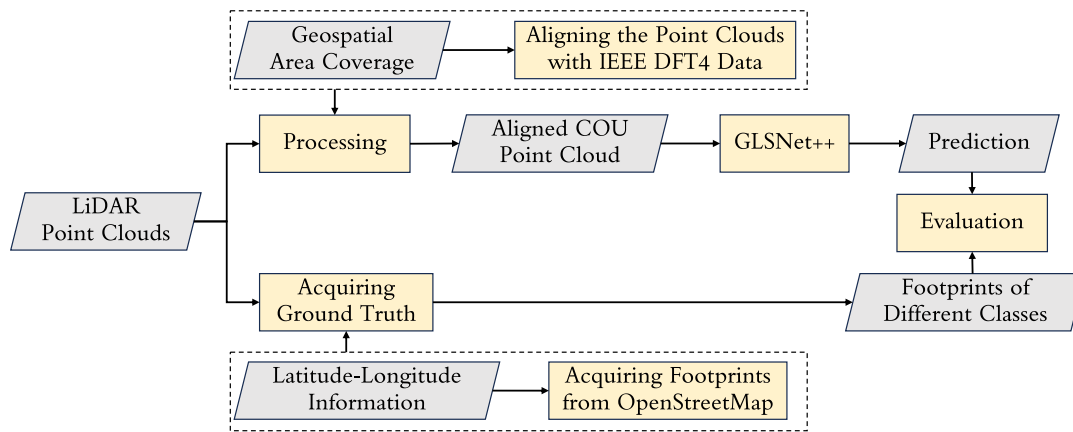 Geospatial
Area Coverage
Aligning the Point Clouds
with IEEE DFT4 Data
Processing
Aligned COU
Point Cloud
GLSNet++
Prediction
LiDAR
Point Clouds
Evaluation
Acquiring
Ground Truth
Footprints of
Different Classes
Latitude-Longitude
Information
Acquiring Footprints
from OpenStreetMap